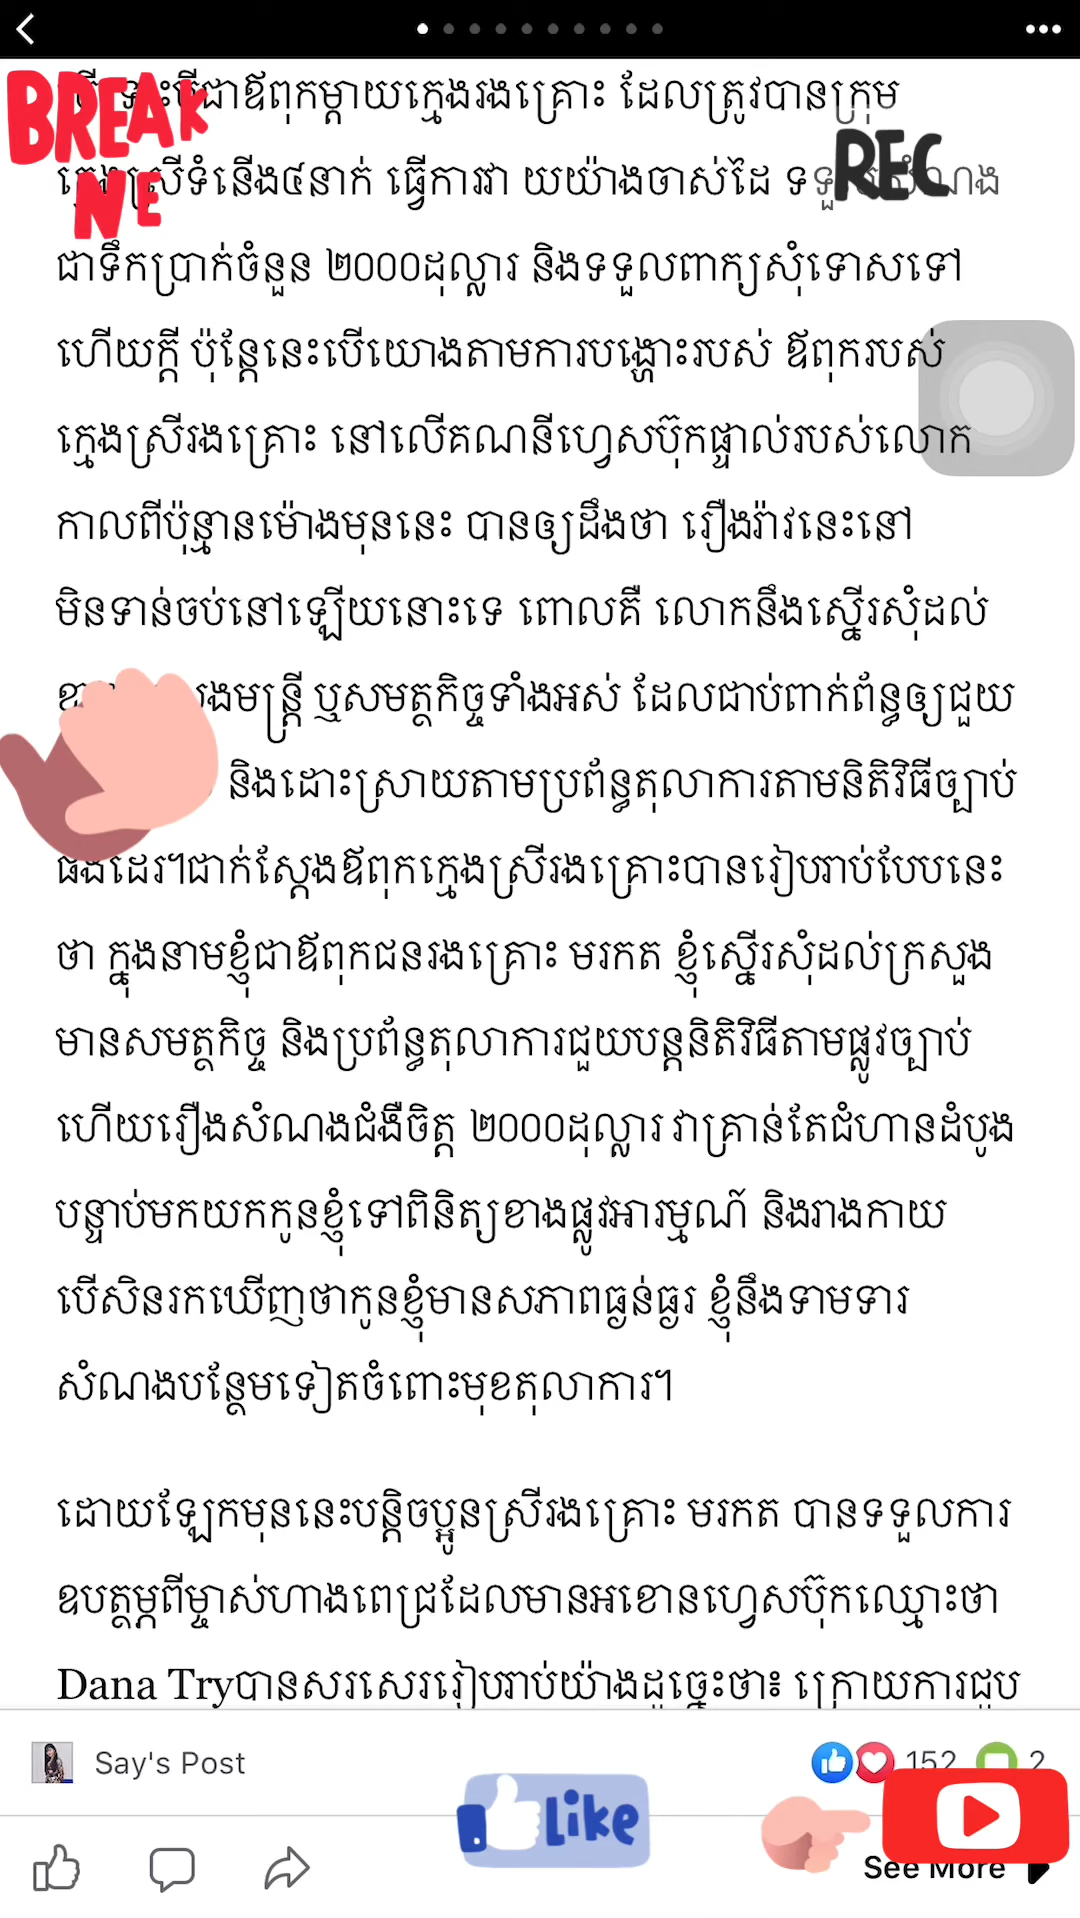 BREAK
NE
REC
ជាឪពុកម្ដាយក្មេងរងគ្រោះ ដែលត្រូវបានក្រុម
ក្មេងស្រីទំនើង៤នាក់ ធ្វើការវា យយ៉ាងចាស់ដៃ ទទួលសំណង
ជាទឹកប្រាក់ចំនួន ២០០០ដុល្លារ និងទទួលពាក្យសុំទោសទៅ
ហើយក្ដី ប៉ុន្តែនេះបើយោងតាមការបង្ហោះរបស់ ឪពុករបស់
ក្មេងស្រីរងគ្រោះ នៅលើគណនីហ្វេសប៊ុកផ្ទាល់របស់លោក
កាលពីប៉ុន្មានម៉ោងមុននេះ បានឲ្យដឹងថា រឿងរ៉ាវនេះនៅ
មិនទាន់ចប់នៅឡើយនោះទេ ពោលគឺ លោកនឹងស្នើរសុំដល់
មន្ត្រី ឬសមត្ថកិច្ចទាំងអស់ ដែលជាប់ពាក់ព័ន្ធឲ្យជួយ
និងដោះស្រាយតាមប្រព័ន្ធតុលាការតាមនិតិវិធីច្បាប់
ផងដែរ។ជាក់ស្ដែងឪពុកក្មេងស្រីរងគ្រោះបានរៀបរាប់បែបនេះ
ថា ក្នុងនាមខ្ញុំជាឪពុកជនរងគ្រោះ មរកត ខ្ញុំស្នើរសុំដល់ក្រសួង
មានសមត្ថកិច្ច និងប្រព័ន្ធតុលាការជួយបន្តនិតិវិធីតាមផ្លូវច្បាប់
ហើយរឿងសំណងជំងឺចិត្ត ២០០០ដុល្លារ វាគ្រាន់តែជំហានដំបូង
បន្ទាប់មកយកកូនខ្ញុំទៅពិនិត្យខាងផ្លូវអារម្មណ៍ និងរាងកាយ
បើសិនរកឃើញថាកូនខ្ញុំមានសភាពធ្ងន់ធ្ងរ ខ្ញុំនឹងទាមទារ
សំណងបន្ថែមទៀតចំពោះមុខតុលាការ។
ដោយឡែកមុននេះបន្តិចប្អូនស្រីរងគ្រោះ មរកត បានទទួលការ
ឧបត្ថម្ភពីម្ចាស់ហាងពេជ្រដែលមានអខោនហ្វេសប៊ុកឈ្មោះថា
Dana Tryបានសរសេររៀបរាប់យ៉ាងដូច្នេះថា៖ ក្រោយការជួប
Say's Post
152 2
Like
See More